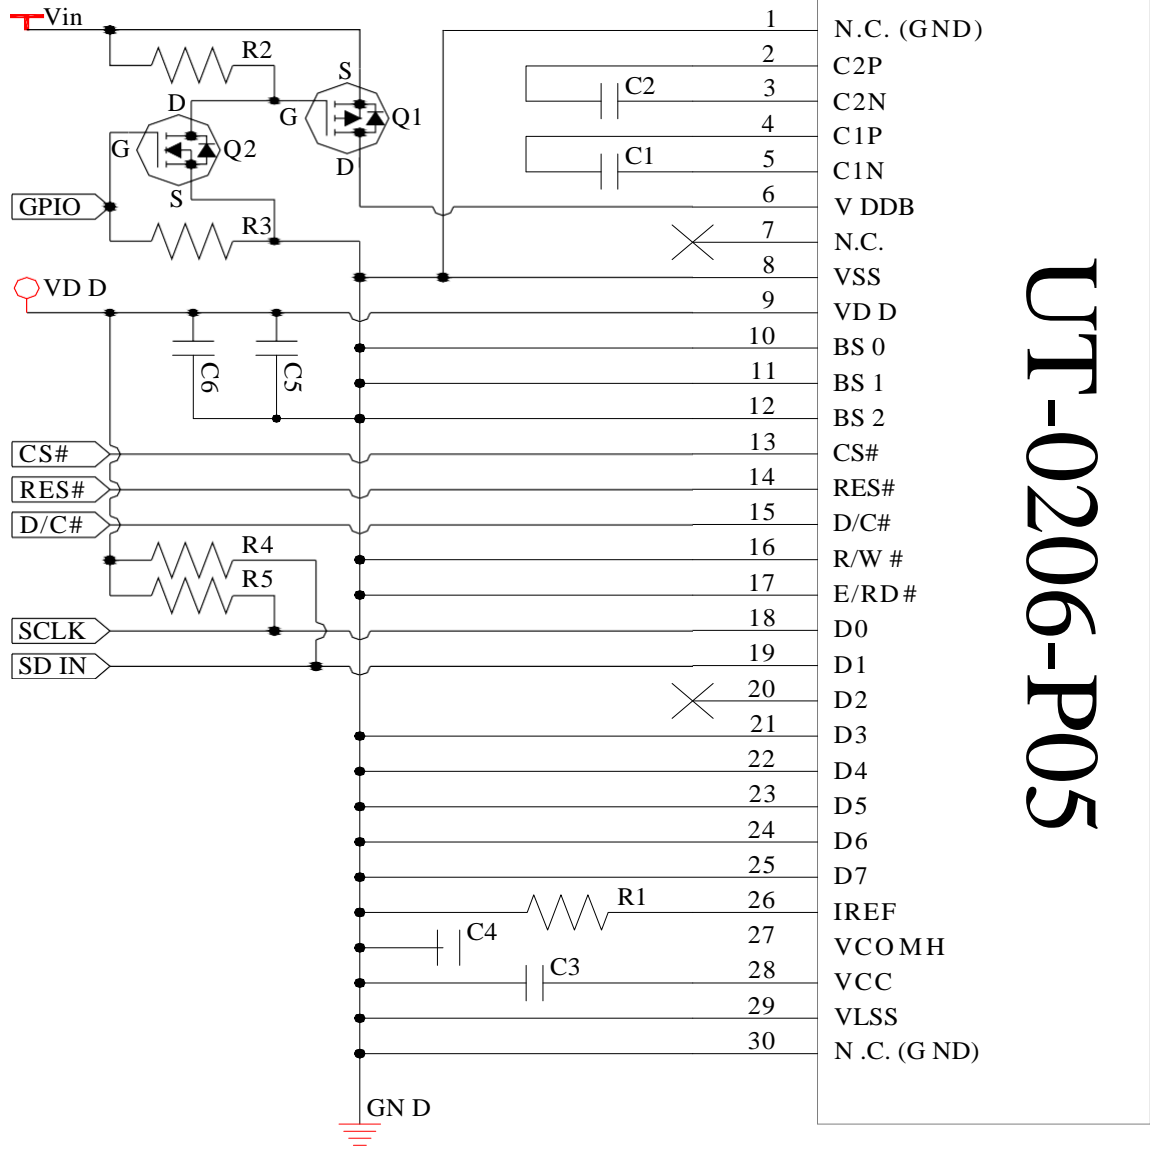 Vin
R2
S
D
G
Q1
G
Q2
D
S
GPIO
R3
VD D
C6
C5
CS#
RES#
D/C#
R4
R5
SCLK
SD IN
C2
C1
R1
C4
C3
GN D
1 N.C. (GND)
2 C2P
3 C2N
4 C1P
5 C1N
6 V DDB
7 N.C.
8 VSS
9 VD D
10 BS 0
11 BS 1
12 BS 2
13 CS#
14 RES#
15 D/C#
16 R/W #
17 E/RD #
18 D0
19 D1
20 D2
21 D3
22 D4
23 D5
24 D6
25 D7
26 IREF
27 VCOMH
28 VCC
29 VLSS
30 N .C. (G ND)
UT-0206-P05